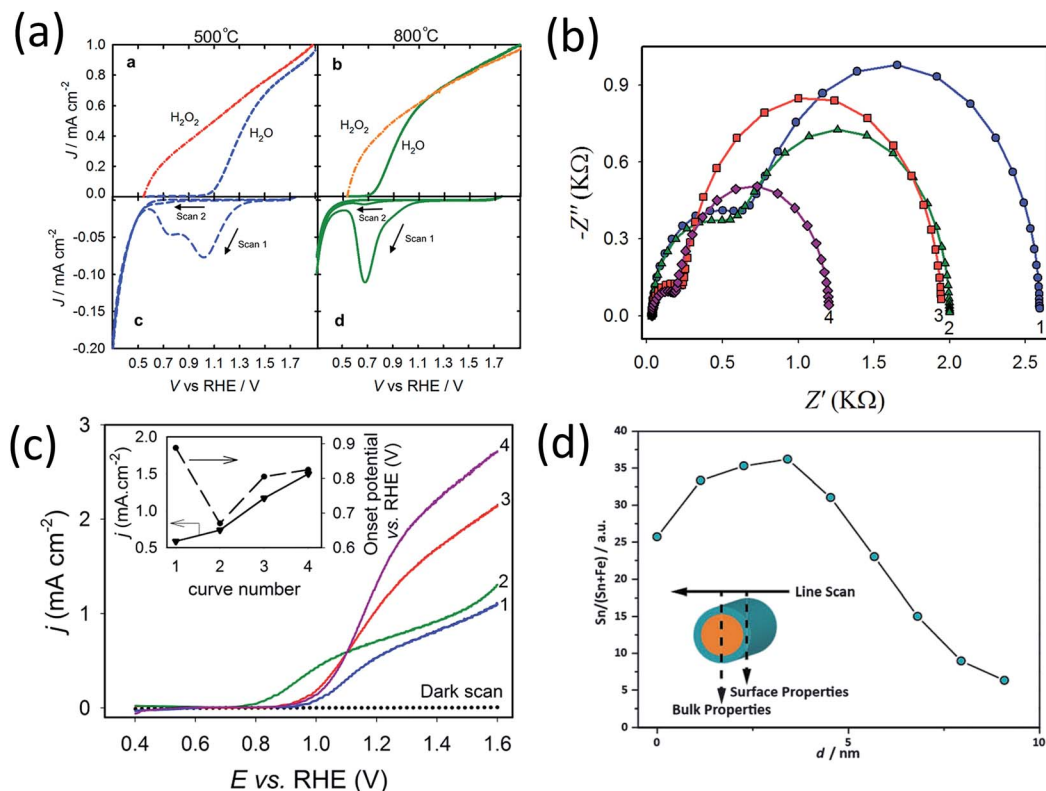 (a)
500°C
800°C
a
b
J / mA cm⁻²
1.0
0.8
0.6
0.4
0.2
0.0
H₂O₂
H₂O
H₂O₂
H₂O
J / mA cm⁻²
-0.05
-0.10
-0.15
-0.20
Scan 2
Scan 1
Scan 2
Scan 1
c
d
0.5 0.7 0.9 1.1 1.3 1.5 1.7
0.5 0.7 0.9 1.1 1.3 1.5 1.7
V vs RHE / V
V vs RHE / V
(b)
-Z″ (KΩ)
0.9
0.6
0.3
0.0
4
3
2
1
0.0 0.5 1.0 1.5 2.0 2.5
Z′ (KΩ)
(c)
j (mA cm⁻²)
3
2
1
0
j (mA.cm⁻²)
2.0
1.5
1.0
0.5
0.9
0.8
0.7
0.6
Onset potential
vs. RHE (V)
1 2 3 4
curve number
4
3
2
1
Dark scan
0.4 0.6 0.8 1.0 1.2 1.4 1.6
E vs. RHE (V)
(d)
Sn/(Sn+Fe) / a.u.
40
35
30
25
20
15
10
5
0
Line Scan
Surface Properties
Bulk Properties
0 5 10
d / nm